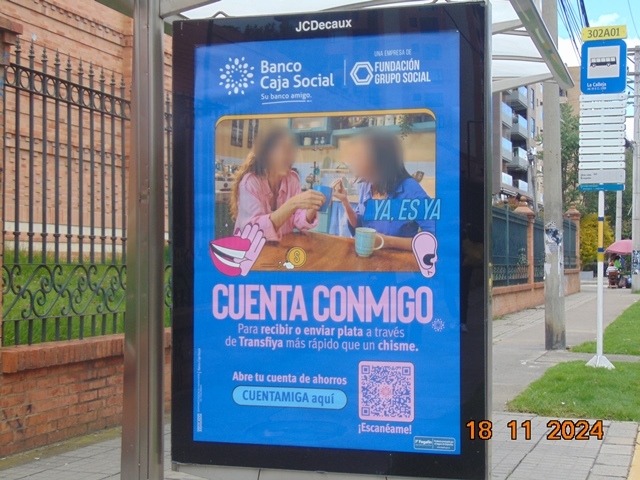 JCDecaux
Banco
Caja Social
Su banco amigo.
UNA EMPRESA DE
FUNDACIÓN
GRUPO SOCIAL
YA, ES YA
CUENTA CONMIGO
Para recibir o enviar plata a través
de Transfiya más rápido que un chisme.
Abre tu cuenta de ahorros
CUENTAMIGA aquí
¡Escanéame!
302A01
La Calleja
18 11 2024